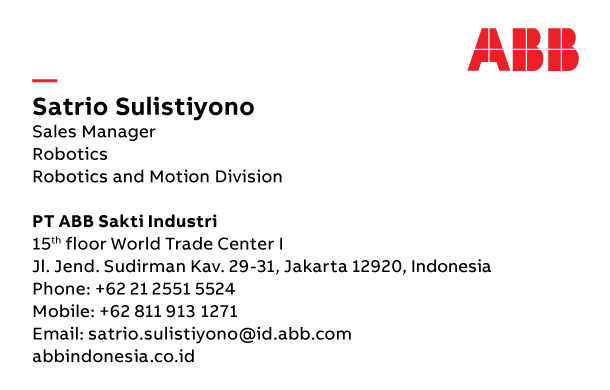 ABB
Satrio Sulistiyono
Sales Manager
Robotics
Robotics and Motion Division
PT ABB Sakti Industri
15th floor World Trade Center I
Jl. Jend. Sudirman Kav. 29-31, Jakarta 12920, Indonesia
Phone: +62 21 2551 5524
Mobile: +62 811 913 1271
Email: satrio.sulistiyono@id.abb.com
abbindonesia.co.id